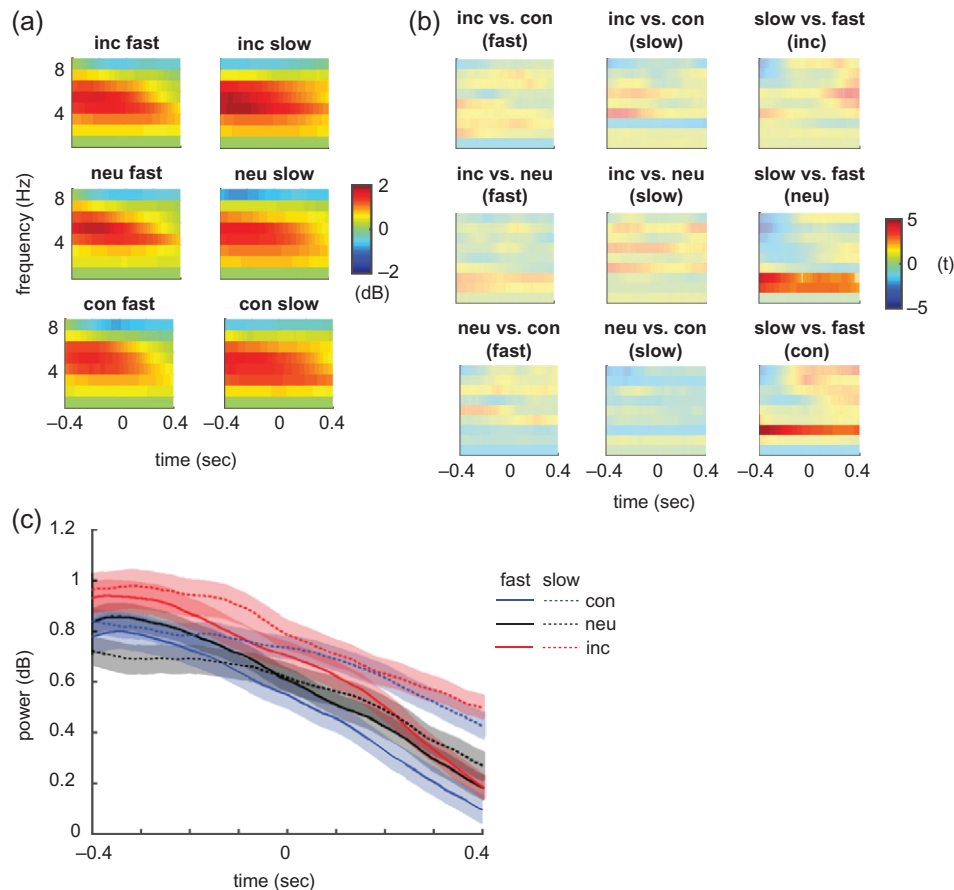 (a)
inc fast
inc slow
8
4
neu fast
neu slow
8
4
frequency (Hz)
2
0
−2
(dB)
con fast
con slow
8
4
−0.4 0 0.4
−0.4 0 0.4
time (sec)
(b)
inc vs. con
(fast)
inc vs. con
(slow)
slow vs. fast
(inc)
inc vs. neu
(fast)
inc vs. neu
(slow)
slow vs. fast
(neu)
5
0
−5
(t)
neu vs. con
(fast)
neu vs. con
(slow)
slow vs. fast
(con)
−0.4 0 0.4
−0.4 0 0.4
−0.4 0 0.4
time (sec)
(c)
1.2
1
0.8
0.6
0.4
0.2
0
power (dB)
−0.4 0 0.4
time (sec)
fast slow
con
neu
inc